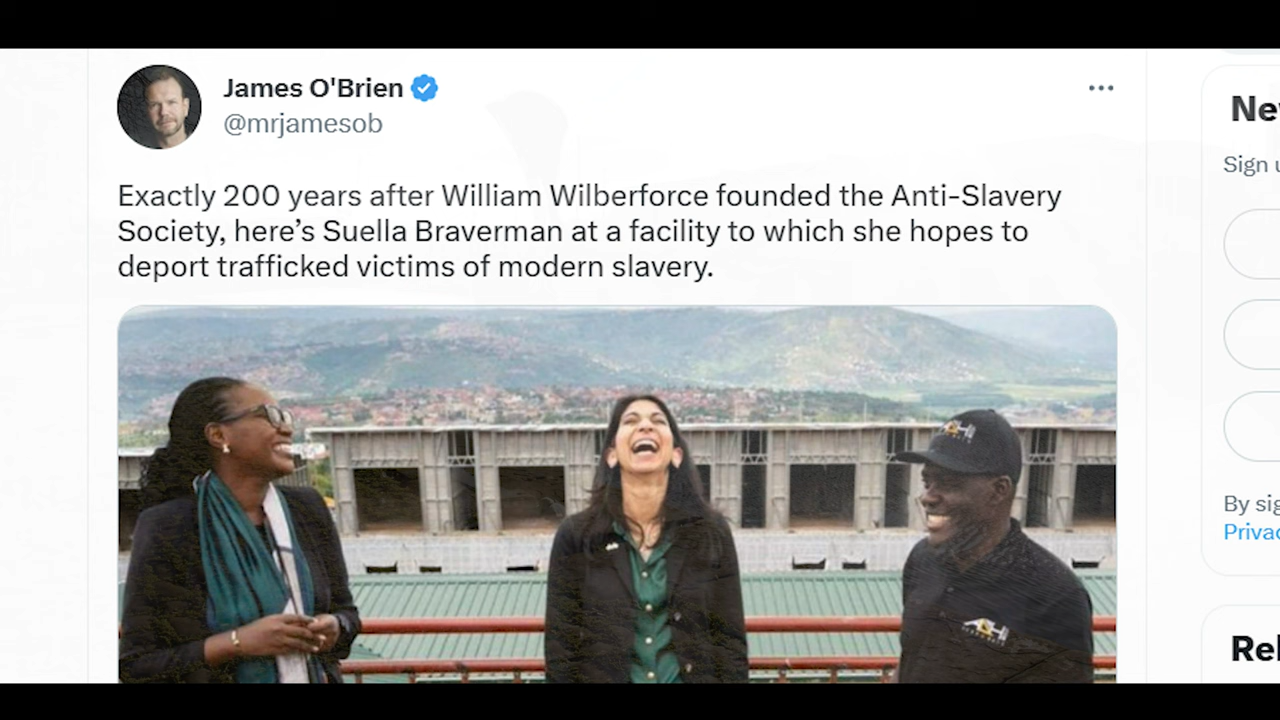 James O'Brien
@mrjamesob
Exactly 200 years after William Wilberforce founded the Anti-Slavery
Society, here’s Suella Braverman at a facility to which she hopes to
deport trafficked victims of modern slavery.
Ne
Sign u
By sig
Priva
Rel